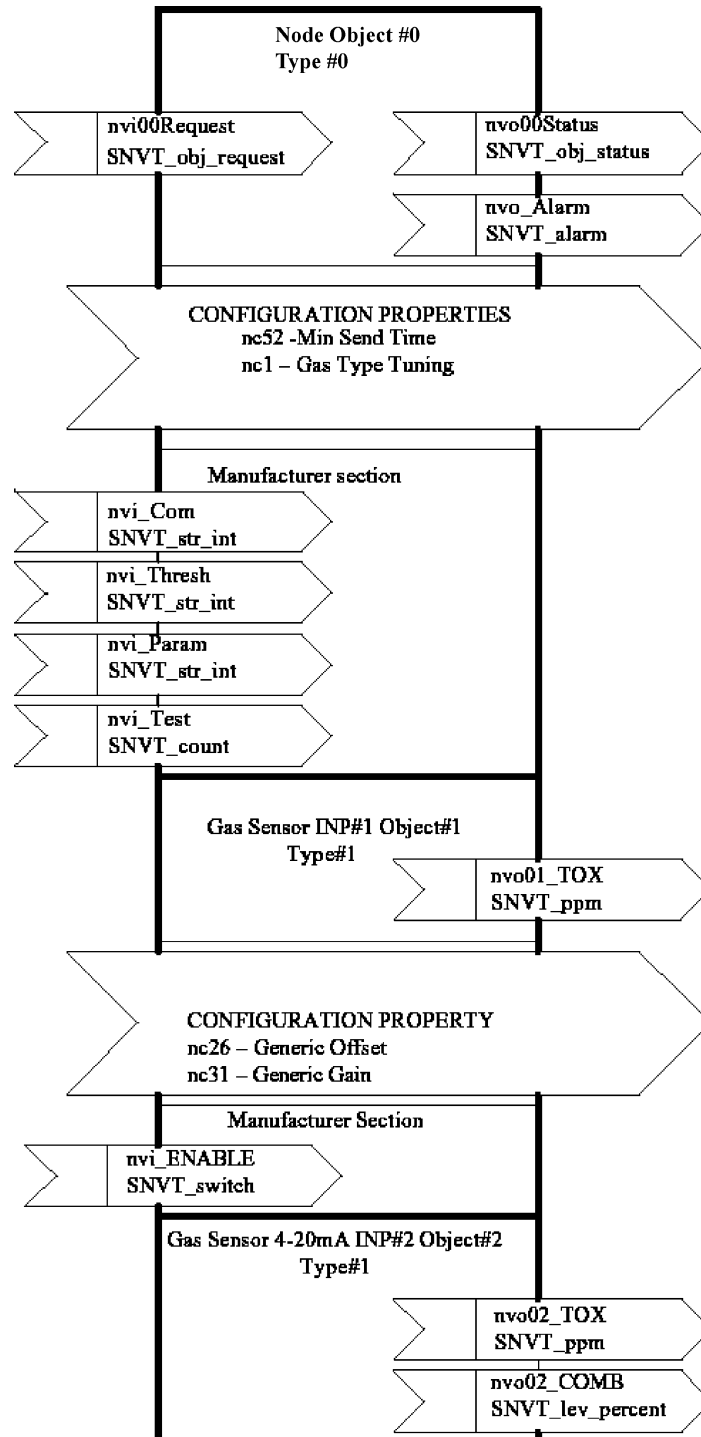 Node Object #0
Type #0
nvi00Request
SNVT_obj_request
nvo00Status
SNVT_obj_status
nvo_Alarm
SNVT_alarm
CONFIGURATION PROPERTIES
nc52 -Min Send Time
nc1 – Gas Type Tuning
Manufacturer section
nvi_Com
SNVT_str_int
nvi_Thresh
SNVT_str_int
nvi_Param
SNVT_str_int
nvi_Test
SNVT_count
Gas Sensor INP#1 Object#1
Type#1
nvo01_TOX
SNVT_ppm
CONFIGURATION PROPERTY
nc26 – Generic Offset
nc31 – Generic Gain
Manufacturer Section
nvi_ENABLE
SNVT_switch
Gas Sensor 4-20mA INP#2 Object#2
Type#1
nvo02_TOX
SNVT_ppm
nvo02_COMB
SNVT_lev_percent